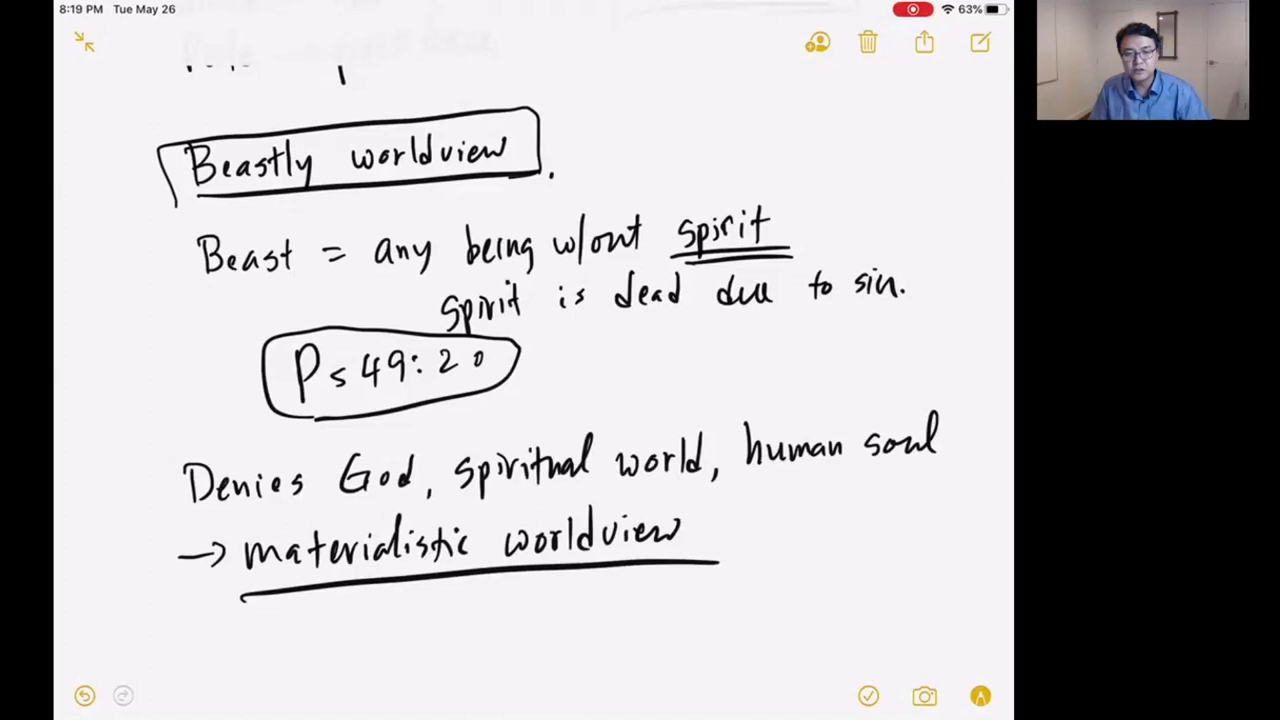 8:19 PM Tue May 26
63%
Beastly worldview.
Beast = any being w/out spirit
spirit is dead due to sin.
Ps 49:20
Denies God, spiritual world, human soul
→ materialistic worldview